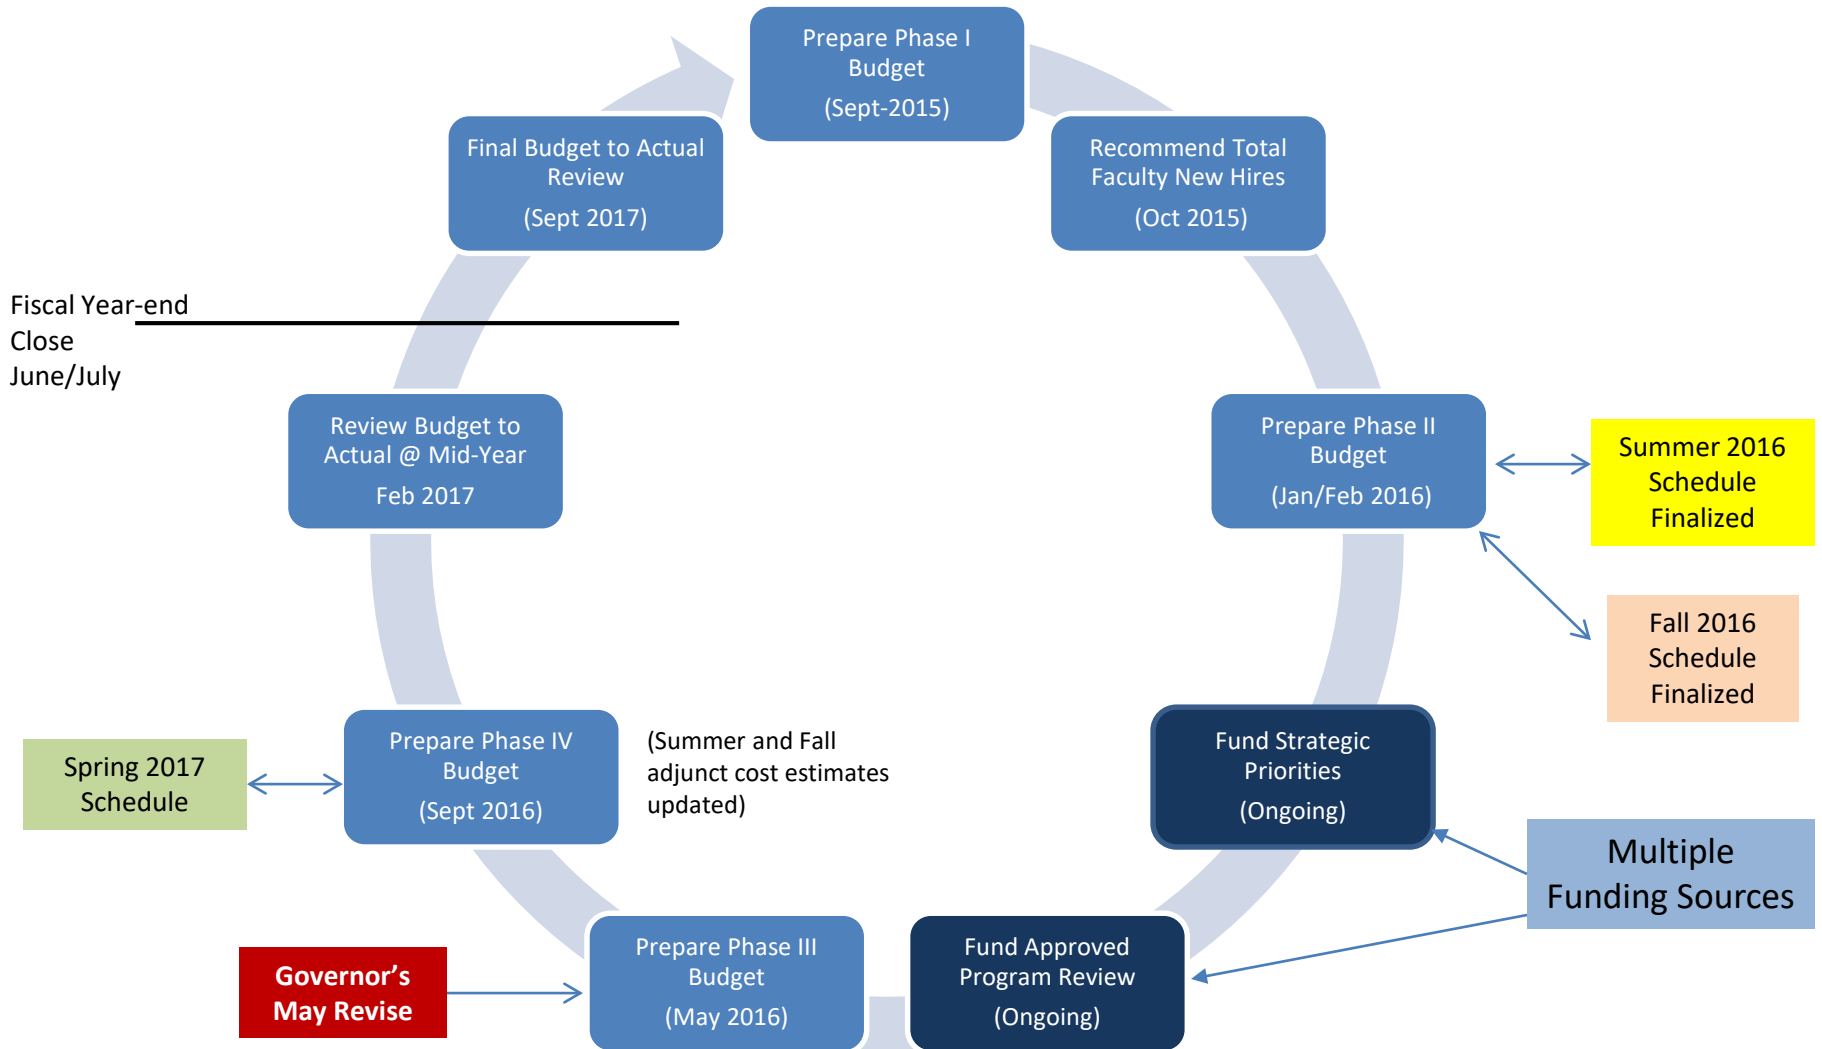 Prepare Phase I
Budget
(Sept-2015)
Recommend Total
Faculty New Hires
(Oct 2015)
Prepare Phase II
Budget
(Jan/Feb 2016)
Summer 2016
Schedule
Finalized
Fall 2016
Schedule
Finalized
Fund Strategic
Priorities
(Ongoing)
Multiple
Funding Sources
Fund Approved
Program Review
(Ongoing)
Prepare Phase III
Budget
(May 2016)
Governor’s
May Revise
Prepare Phase IV
Budget
(Sept 2016)
(Summer and Fall
adjunct cost estimates
updated)
Spring 2017
Schedule
Review Budget to
Actual @ Mid-Year
Feb 2017
Fiscal Year-end
Close
June/July
Final Budget to Actual
Review
(Sept 2017)